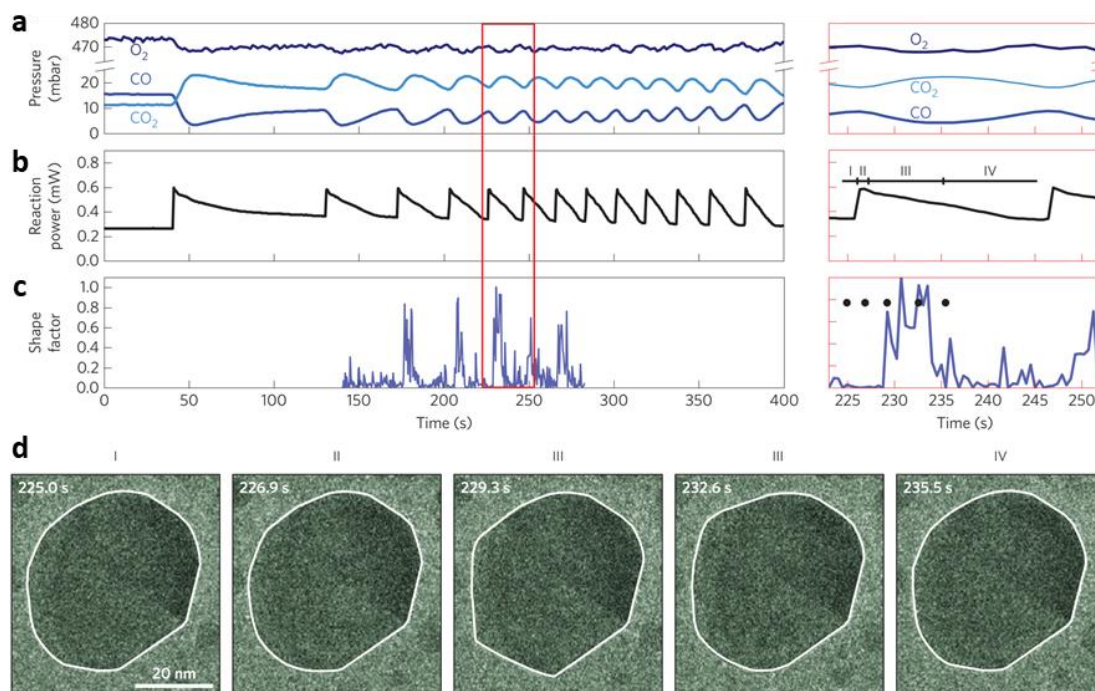 a
480
470
20
10
0
Pressure
(mbar)
O2
CO
CO2
O2
CO2
CO
b
0.8
0.6
0.4
0.2
0.0
Reaction
power (mW)
I II III IV
c
1.0
0.8
0.6
0.4
0.2
0.0
Shape
factor
0 50 100 150 200 250 300 350 400
Time (s)
225 230 235 240 245 250
Time (s)
d
I II III III IV
225.0 s 226.9 s 229.3 s 232.6 s 235.5 s
20 nm